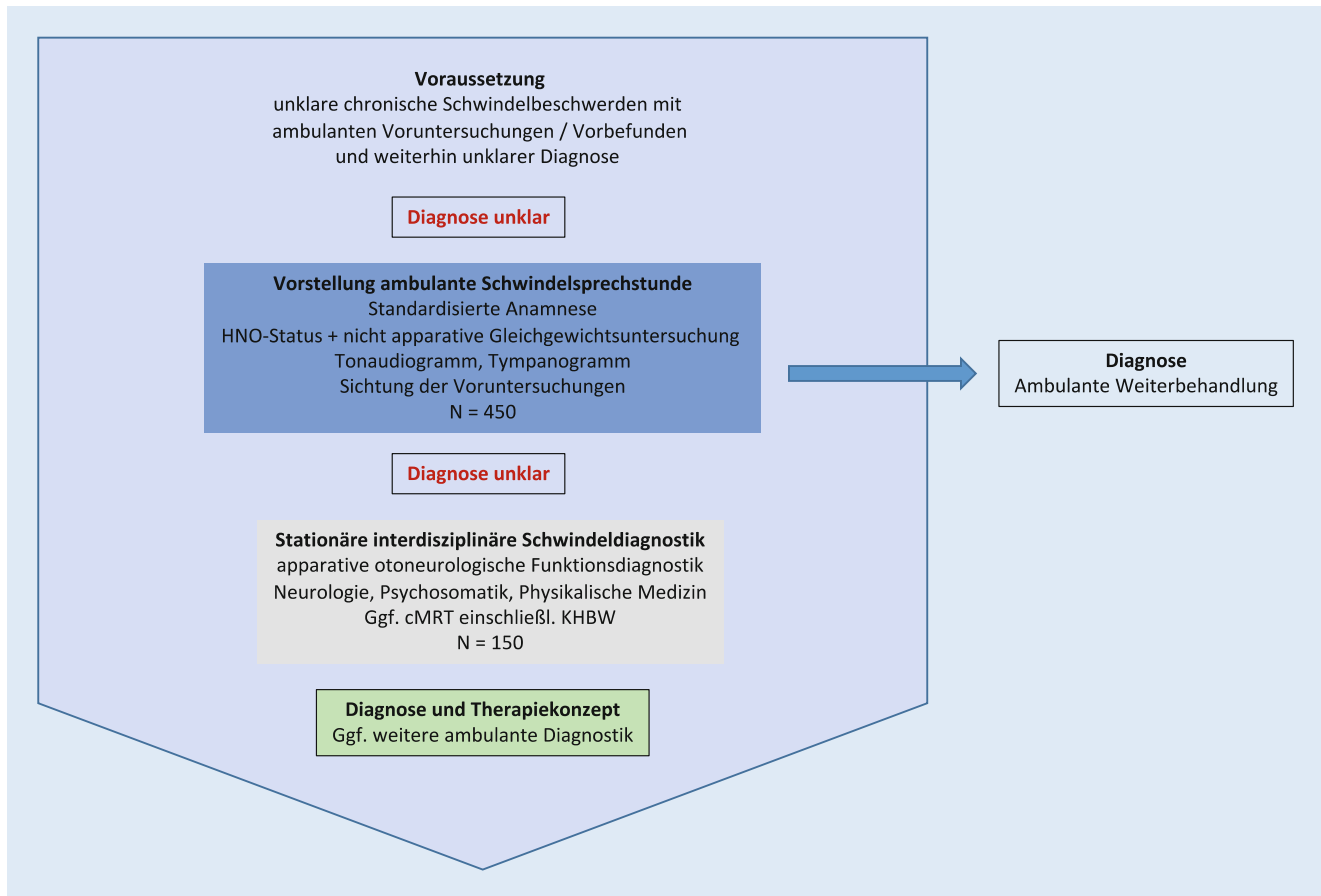 Voraussetzung
unklare chronische Schwindelbeschwerden mit
ambulanten Voruntersuchungen / Vorbefunden
und weiterhin unklarer Diagnose
Diagnose unklar
Vorstellung ambulante Schwindelsprechstunde
Standardisierte Anamnese
HNO-Status + nicht apparative Gleichgewichtsuntersuchung
Tonaudiogramm, Tympanogramm
Sichtung der Voruntersuchungen
N = 450
Diagnose
Ambulante Weiterbehandlung
Diagnose unklar
Stationäre interdisziplinäre Schwindeldiagnostik
apparative otoneurologische Funktionsdiagnostik
Neurologie, Psychosomatik, Physikalische Medizin
Ggf. cMRT einschließl. KHBW
N = 150
Diagnose und Therapiekonzept
Ggf. weitere ambulante Diagnostik